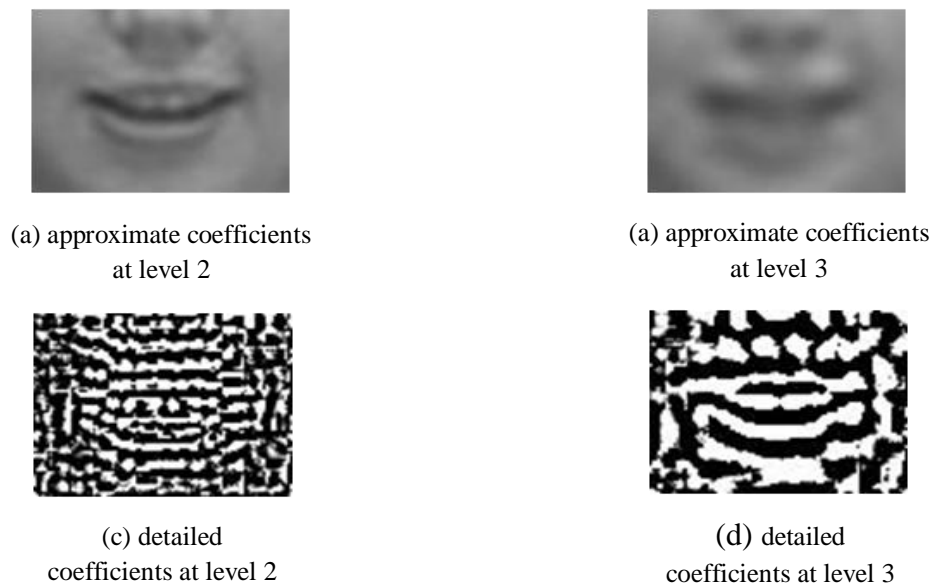 (a) approximate coefficients
at level 2
(a) approximate coefficients
at level 3
(c) detailed
coefficients at level 2
(d) detailed
coefficients at level 3